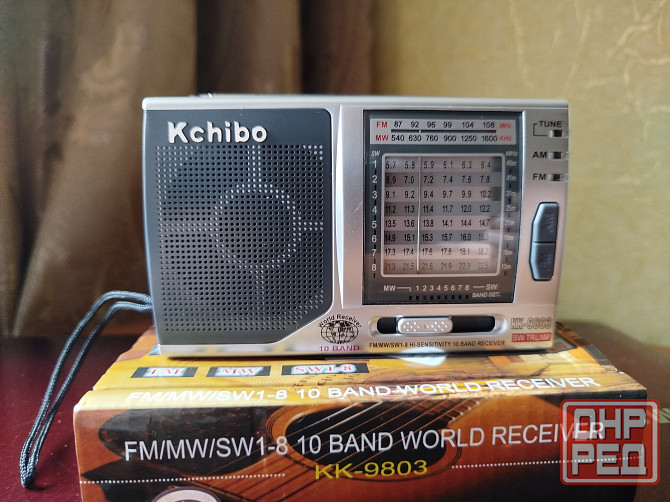 Kchibo
FM 87 92 96 99 104 108 MHz
MW 540 630 760 900 1250 1600 KHz
TUNE
AM
FM
SW MHz
1 5.7 5.8 5.9 6.1 6.3 6.4
2 6.9 7.0 7.2 7.4 7.6 7.8
3 9.1 9.2 9.4 9.7 9.9 10.2
4 11.2 11.3 11.4 11.7 12.0 12.2
5 13.5 13.6 13.7 14.0 14.4 14.7
6 14.9 15.1 15.3 15.7 16.0
7 17.3 17.4 17.6 17.8 18.1 18.3
8 21.3 21.5 21.6 21.9 22.3
MW 1 2 3 4 5 6 7 8 SW
BAND SET
World Receiver
10 BAND
FM/MW/SW1-8 HI-SENSITIVITY 10 BAND RECEIVER
KK-9803
FM MW SW1-8
FM/MW/SW1-8 10 BAND WORLD RECEIVER
FM/MW/SW1-8 10 BAND WORLD RECEIVER
KK-9803
ДНР
РЕД